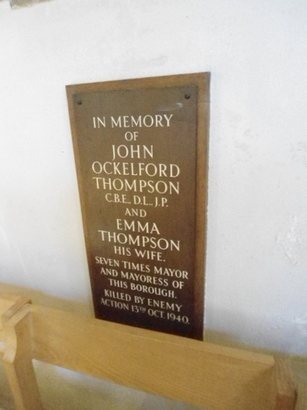 IN MEMORY
OF
JOHN
OCKELFORD
THOMPSON
C.B.E., D.L., J.P.
AND
EMMA
THOMPSON
HIS WIFE.
SEVEN TIMES MAYOR
AND MAYORESS OF
THIS BOROUGH.
KILLED BY ENEMY
ACTION 13TH OCT. 1940.